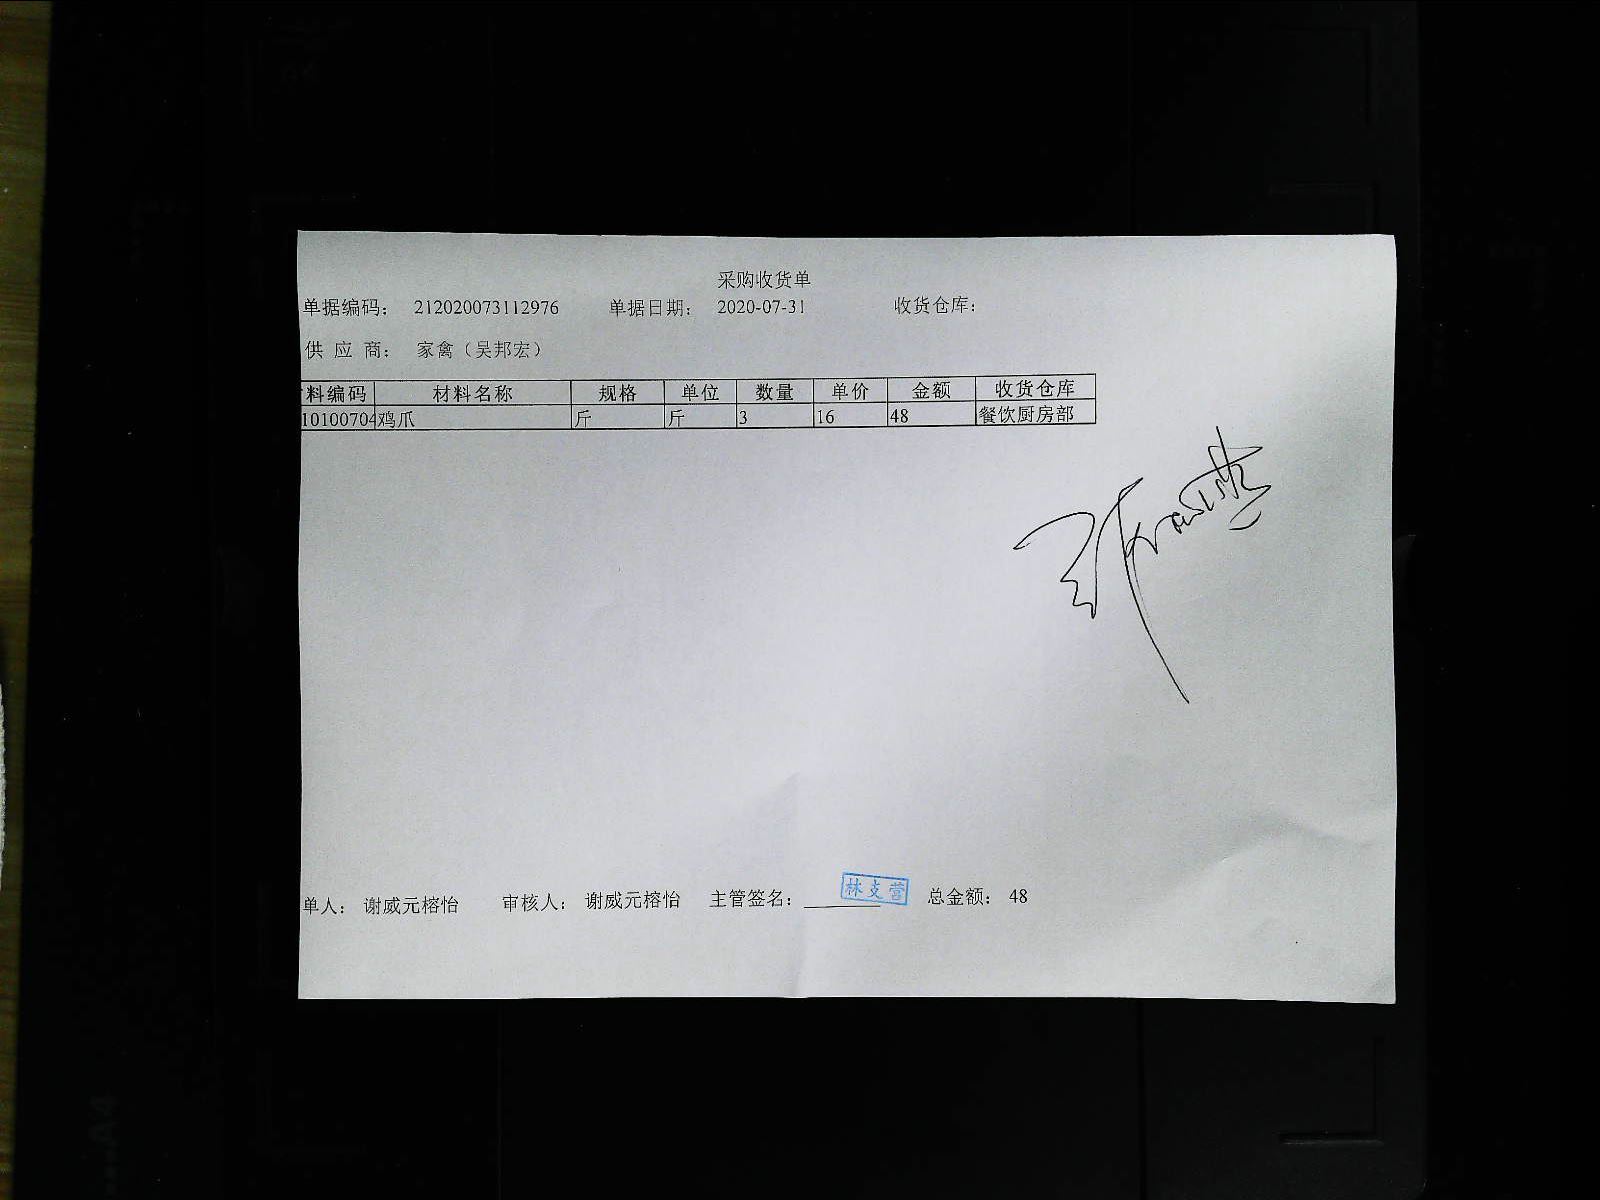 采购收货单
单据编码： 212020073112976 单据日期： 2020-07-31 收货仓库：
供 应 商： 家禽（吴邦宏）
料编码 材料名称 规格 单位 数量 单价 金额 收货仓库
10100704 鸡爪 斤 斤 3 16 48 餐饮厨房部
单人： 谢威元榕怡 审核人： 谢威元榕怡 主管签名： 林支营 总金额： 48